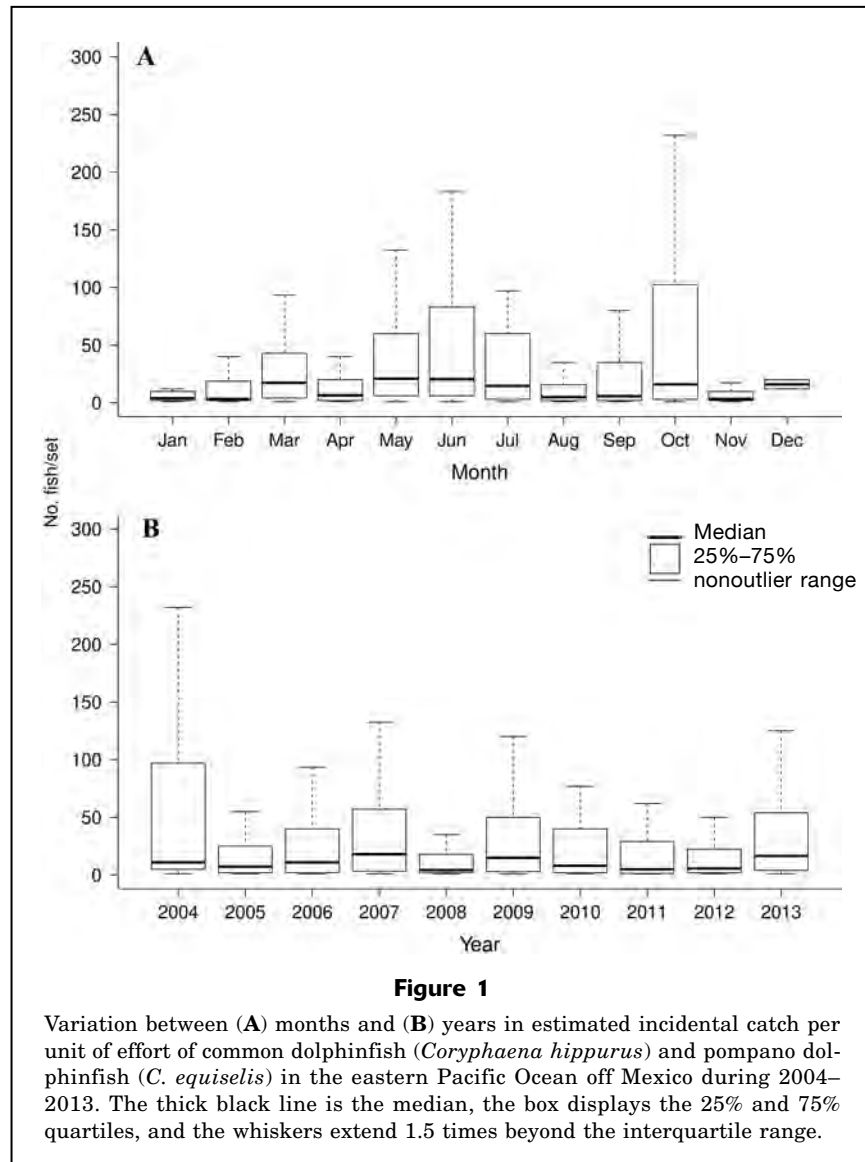 A
300
250
200
150
100
50
0
Jan Feb Mar Apr May Jun Jul Aug Sep Oct Nov Dec
Month
No. fish/set
B
300
250
200
150
100
50
0
Median
25%–75%
nonoutlier range
2004 2005 2006 2007 2008 2009 2010 2011 2012 2013
Year
Figure 1
Variation between (A) months and (B) years in estimated incidental catch per
unit of effort of common dolphinfish (Coryphaena hippurus) and pompano dol-
phinfish (C. equiselis) in the eastern Pacific Ocean off Mexico during 2004–
2013. The thick black line is the median, the box displays the 25% and 75%
quartiles, and the whiskers extend 1.5 times beyond the interquartile range.